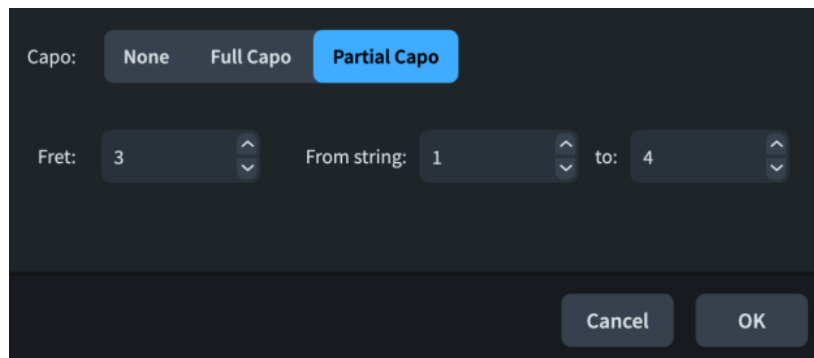 Capo: None Full Capo Partial Capo
Fret: 3 From string: 1 to: 4
Cancel OK